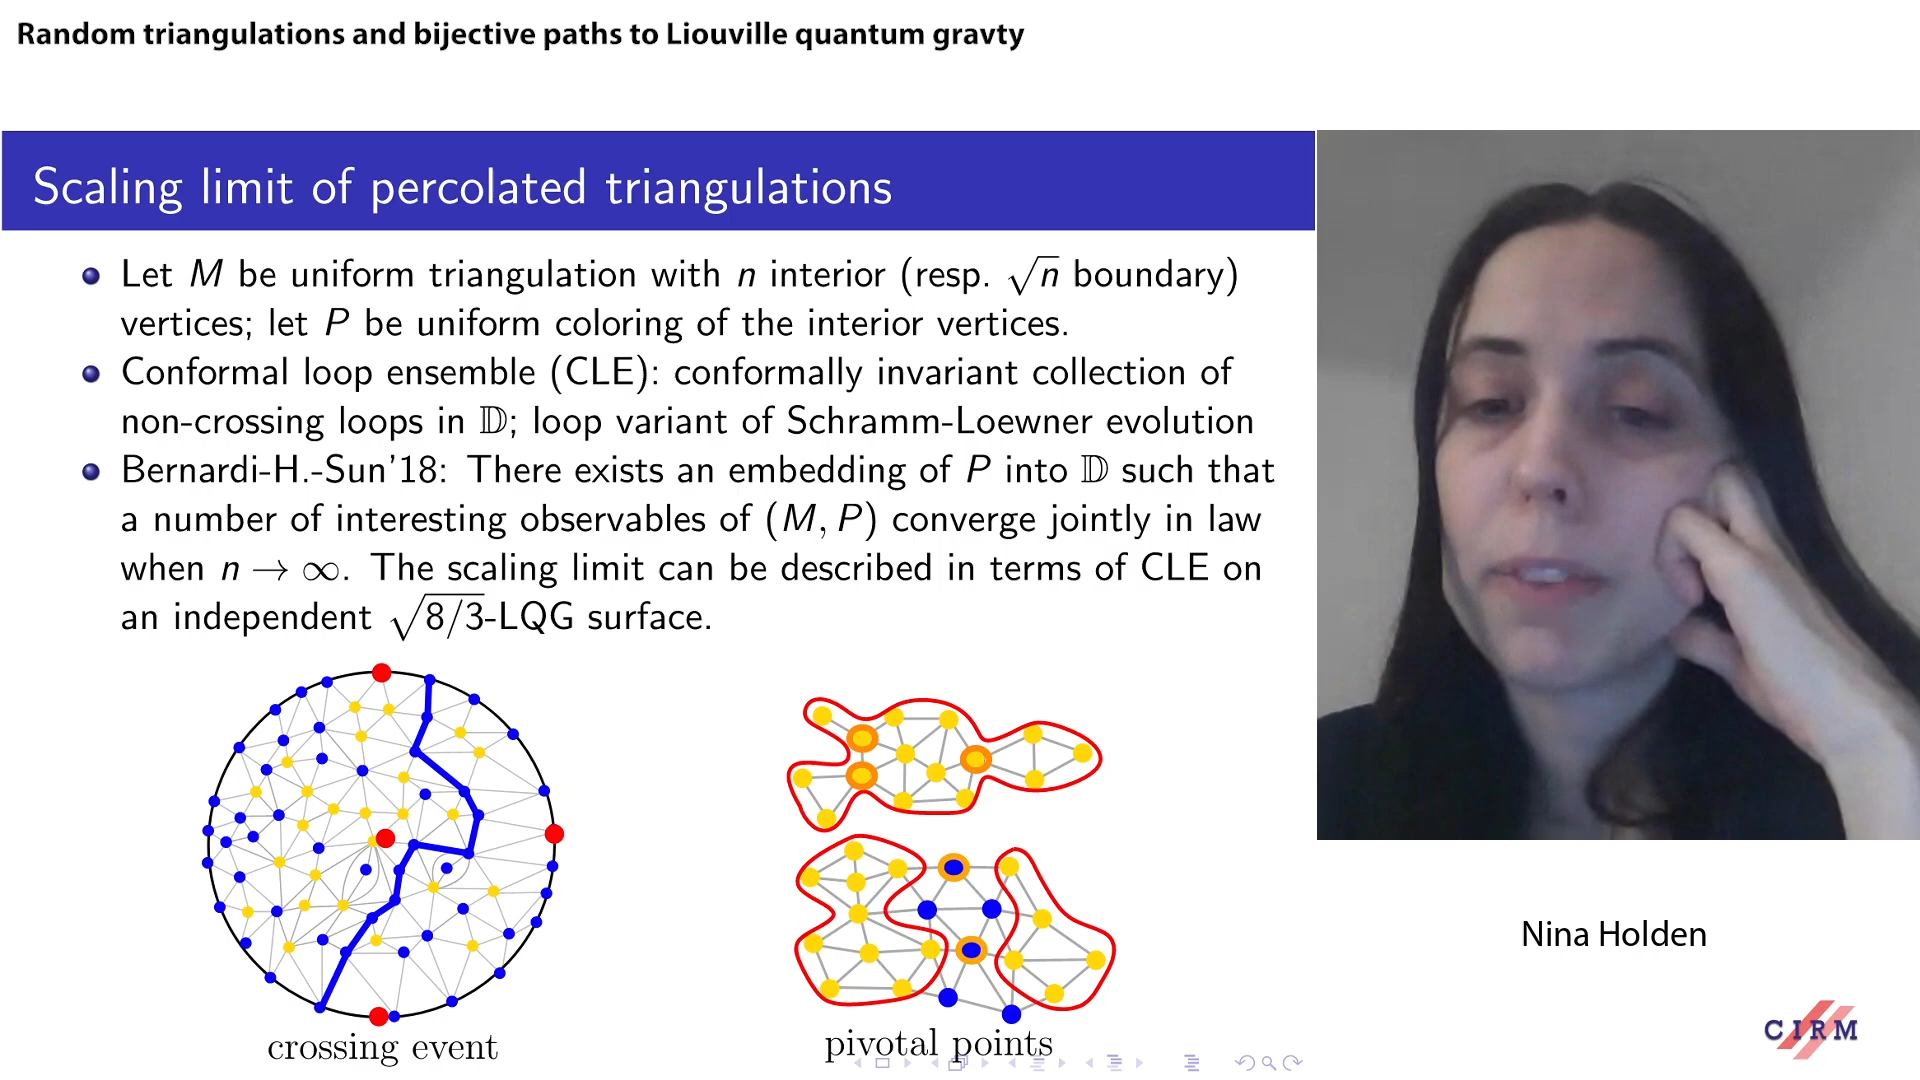 Random triangulations and bijective paths to Liouville quantum gravty
Scaling limit of percolated triangulations
Let M be uniform triangulation with n interior (resp. √n boundary)
vertices; let P be uniform coloring of the interior vertices.
Conformal loop ensemble (CLE): conformally invariant collection of
non-crossing loops in 𝔻; loop variant of Schramm-Loewner evolution
Bernardi-H.-Sun'18: There exists an embedding of P into 𝔻 such that
a number of interesting observables of (M, P) converge jointly in law
when n → ∞. The scaling limit can be described in terms of CLE on
an independent √8/3-LQG surface.
crossing event
pivotal points
Nina Holden
CIRM